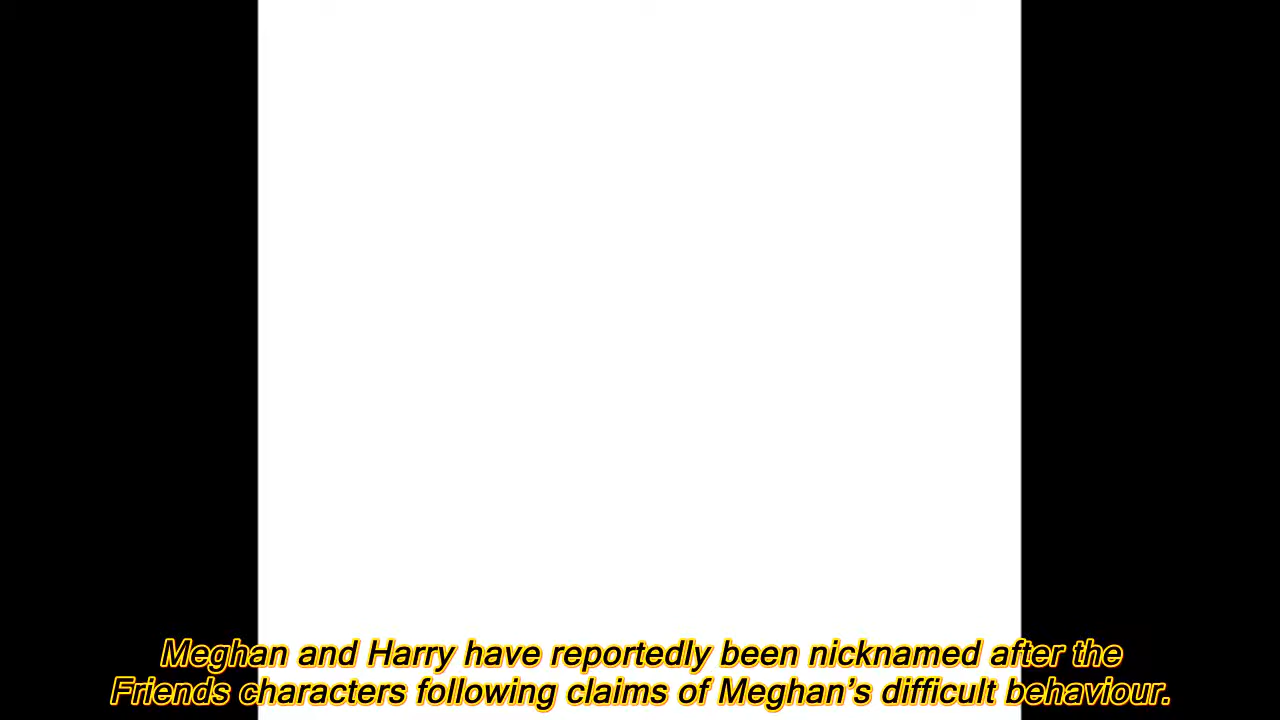 Meghan and Harry have reportedly been nicknamed after the
Friends characters following claims of Meghan’s difficult behaviour.